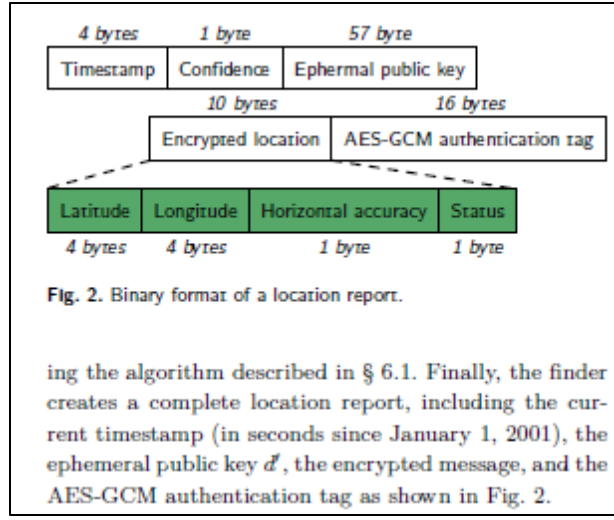 4 bytes 1 byte 57 byte
Timestamp Confidence Ephermal public key
10 bytes 16 bytes
Encrypted location AES-GCM authentication tag
Latitude Longitude Horizontal accuracy Status
4 bytes 4 bytes 1 byte 1 byte
Fig. 2. Binary format of a location report.
ing the algorithm described in § 6.1. Finally, the finder
creates a complete location report, including the cur-
rent timestamp (in seconds since January 1, 2001), the
ephemeral public key d′, the encrypted message, and the
AES-GCM authentication tag as shown in Fig. 2.